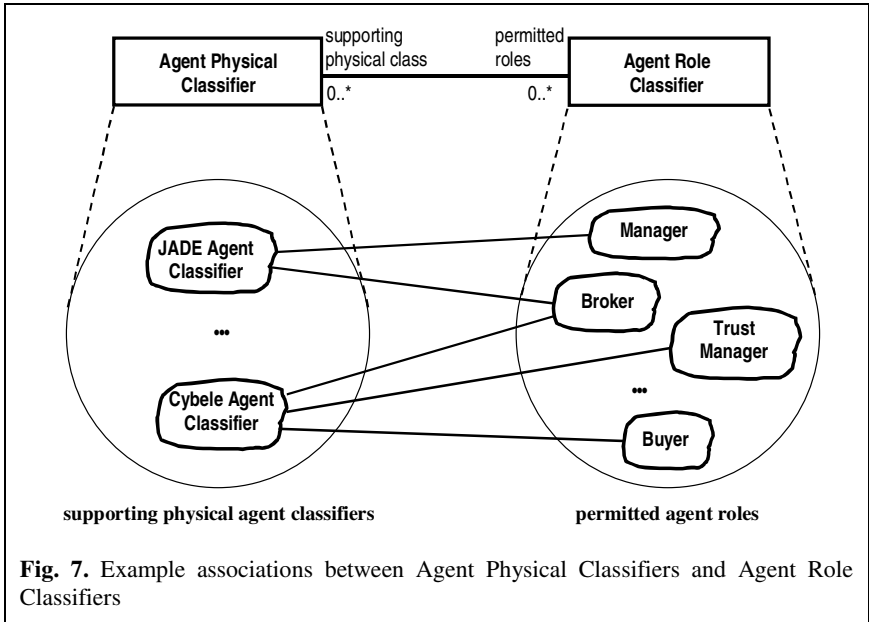 supporting
physical class
permitted
roles
Agent Physical
Classifier
Agent Role
Classifier
0..*
0..*
JADE Agent
Classifier
Manager
Broker
...
Trust
Manager
Cybele Agent
Classifier
...
Buyer
supporting physical agent classifiers
permitted agent roles
Fig. 7. Example associations between Agent Physical Classifiers and Agent Role
Classifiers